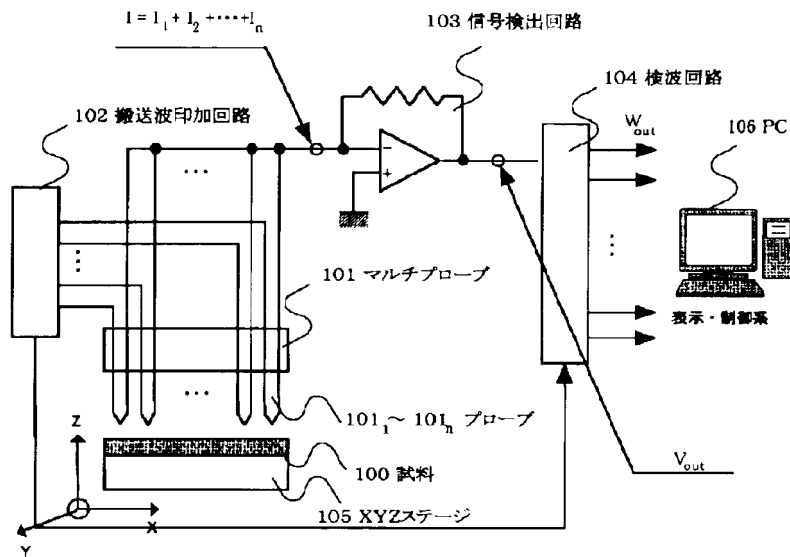 I = I1 + I2 + ⋯ + In
103 信号検出回路
104 検波回路
102 搬送波印加回路
Wout
106 PC
−
+
⋯
⋯
⋯
101 マルチプローブ
表示・制御系
⋯
1011〜 101n プローブ
Z
100 試料
Vout
105 XYZステージ
X
Y